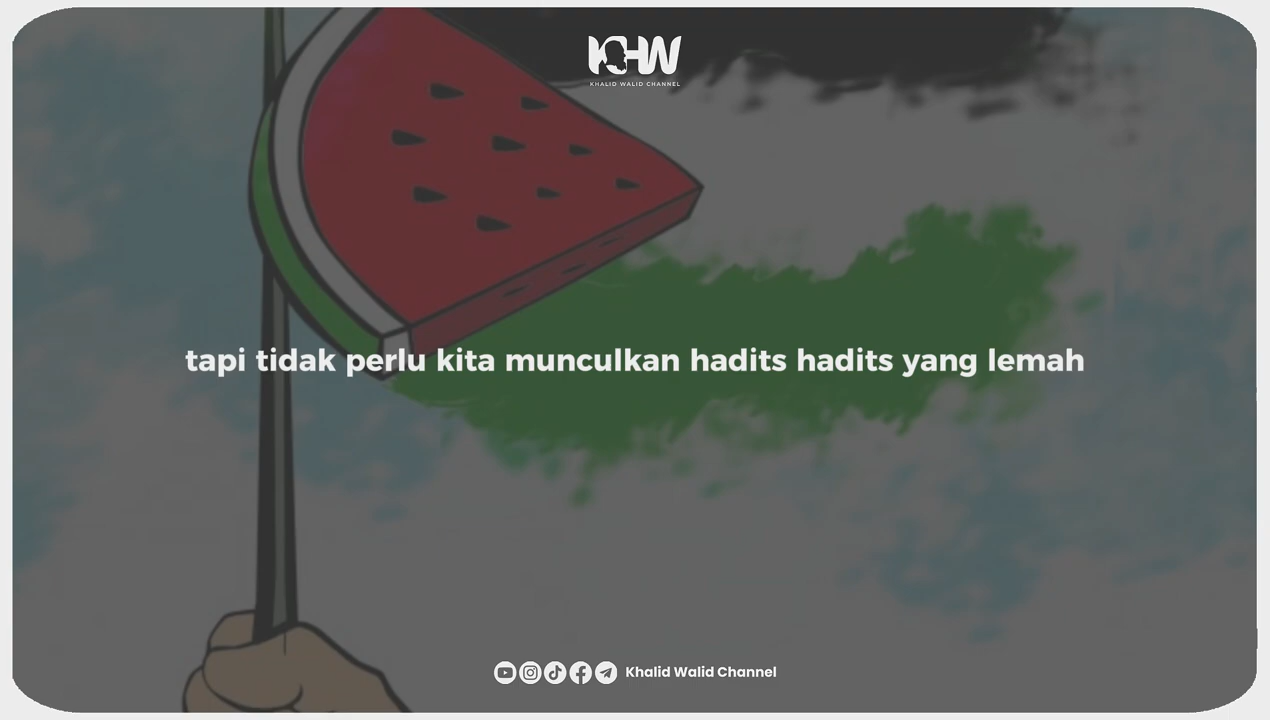 KHW
KHALID WALID CHANNEL
tapi tidak perlu kita munculkan hadits hadits yang lemah
Khalid Walid Channel